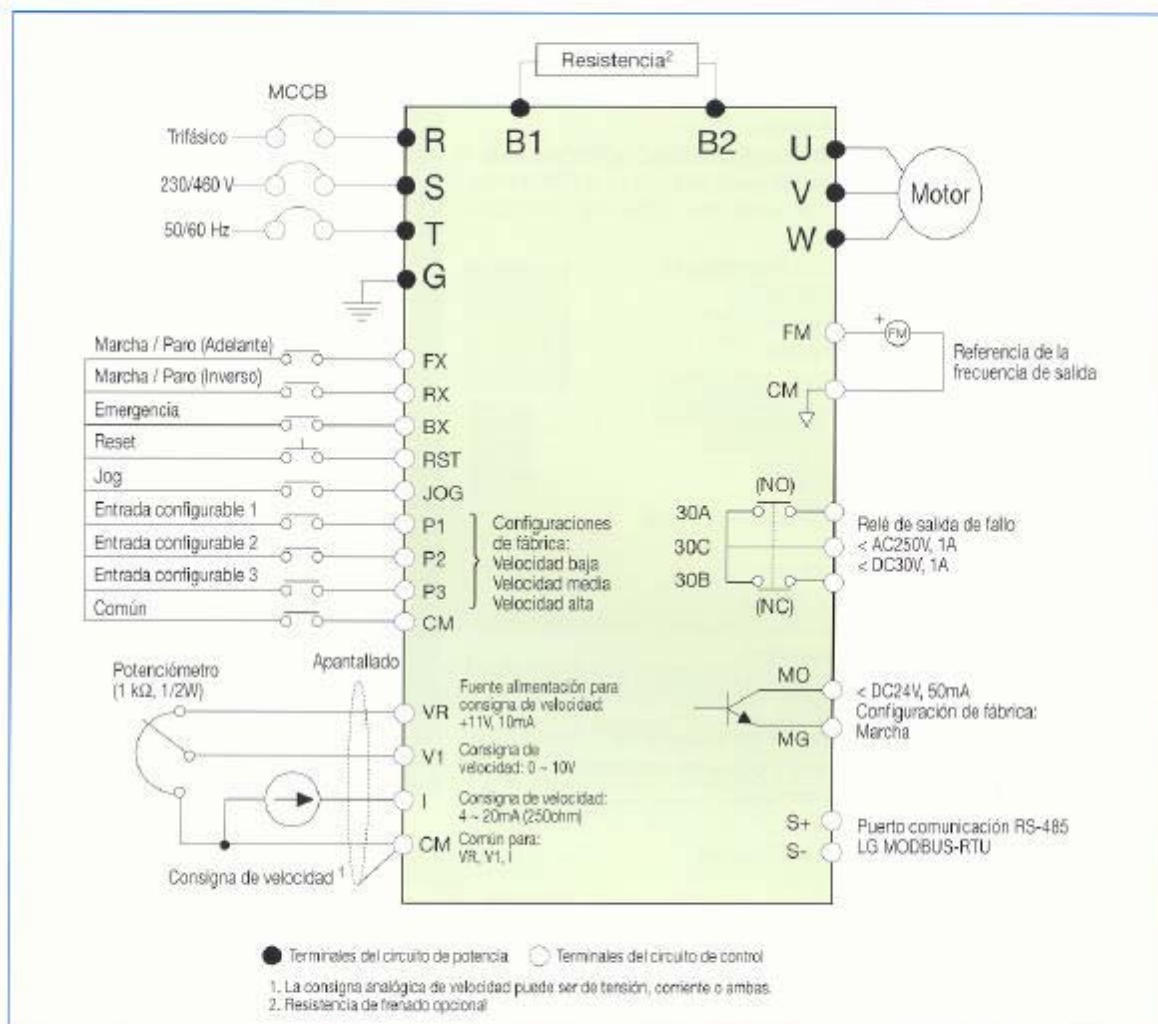 Resistencia²
MCCB
B1
B2
Trifásico
230/460 V
50/60 Hz
R
S
T
G
U
V
W
Motor
Marcha / Paro (Adelante)
Marcha / Paro (Inverso)
Emergencia
Reset
Jog
Entrada configurable 1
Entrada configurable 2
Entrada configurable 3
Común
FX
RX
BX
RST
JOG
P1
P2
P3
CM
Configuraciones
de fábrica:
Velocidad baja
Velocidad media
Velocidad alta
FM
+
FM
CM
Referencia de la
frecuencia de salida
30A
30C
30B
(NO)
(NC)
Relé de salida de fallo
< AC250V, 1A
< DC30V, 1A
Potenciómetro
(1 kΩ, 1/2W)
Apantallado
VR
Fuente alimentación para
consigna de velocidad:
+11V, 10mA
V1
Consigna de
velocidad: 0 ~ 10V
I
Consigna de velocidad:
4 ~ 20mA (250ohm)
CM
Común para:
VR, V1, I
Consigna de velocidad ¹
MO
MG
< DC24V, 50mA
Configuración de fábrica:
Marcha
S+
S-
Puerto comunicación RS-485
LG MODBUS-RTU
Terminales del circuito de potencia
Terminales del circuito de control
1. La consigna analógica de velocidad puede ser de tensión, corriente o ambas.
2. Resistencia de frenado opcional